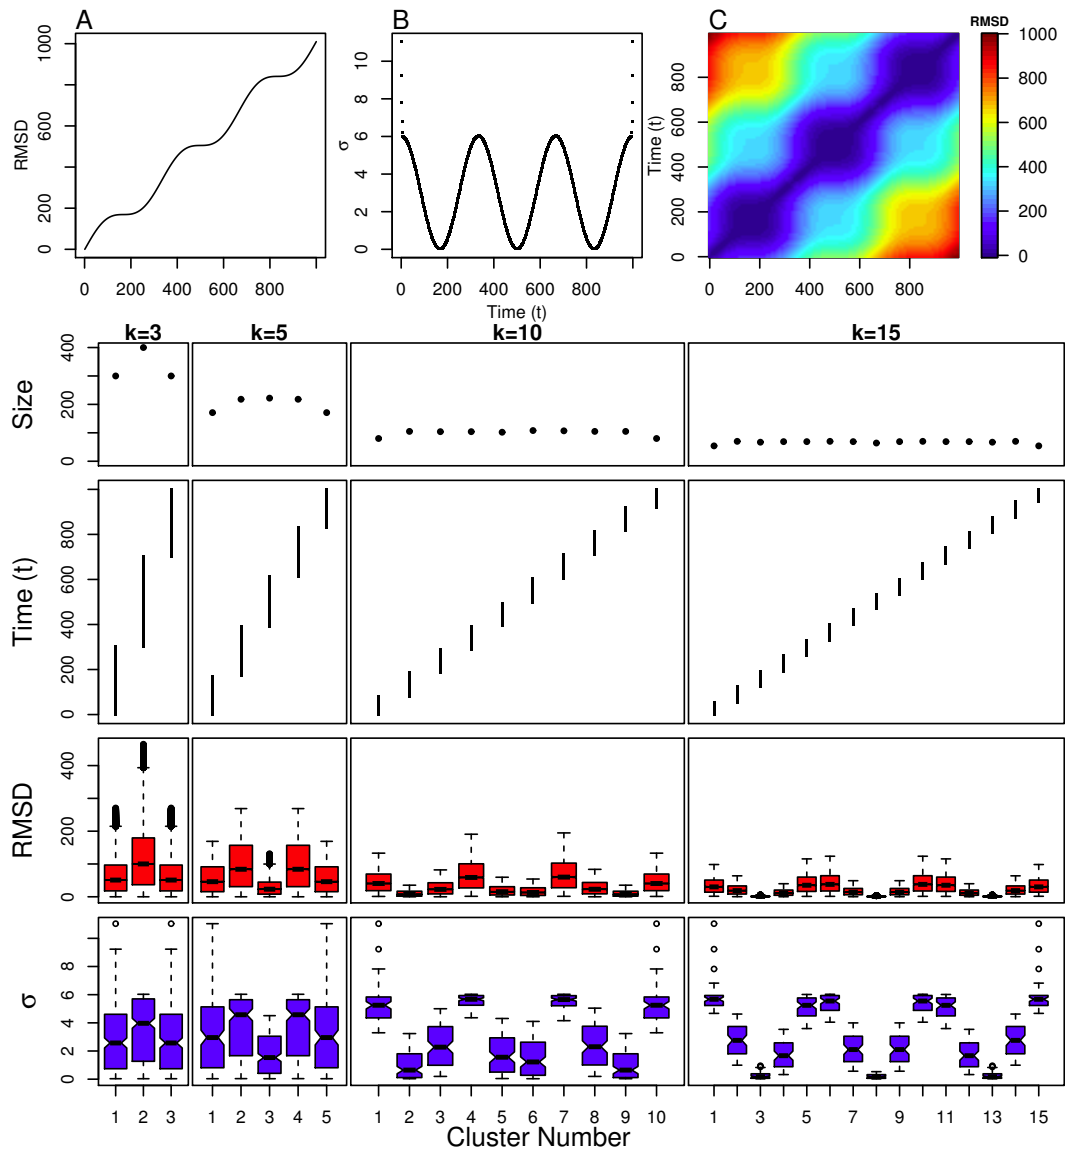 A
B
C
RMSD
RMSD
1000
600
200
0
0 200 400 600 800
σ
10
8
6
4
2
0
0 200 400 600 800
Time (t)
Time (t)
800
600
400
200
0
0 200 400 600 800
1000
800
600
400
200
0
k=3
k=5
k=10
k=15
Size
400
200
0
Time (t)
800
600
400
200
0
RMSD
400
200
0
σ
8
6
4
2
0
1 2 3
1 2 3 4 5
1 2 3 4 5 6 7 8 9 10
1 3 5 7 9 11 13 15
Cluster Number